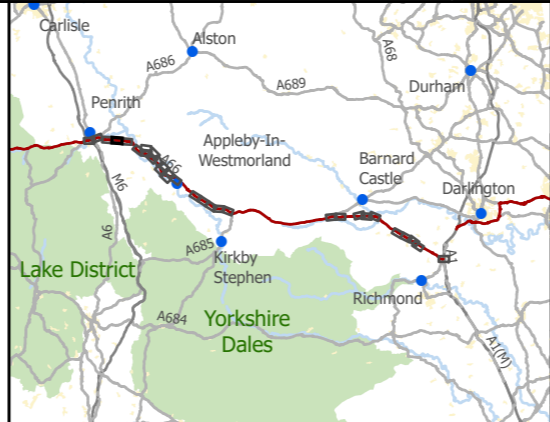 Carlisle
Alston
A686
A68
A689
Durham
Penrith
Appleby-In-
Westmorland
A66
Barnard
Castle
Darlington
M6
A6
A685
Kirkby
Stephen
A1
Lake District
Richmond
A684
Yorkshire
Dales
A1(M)